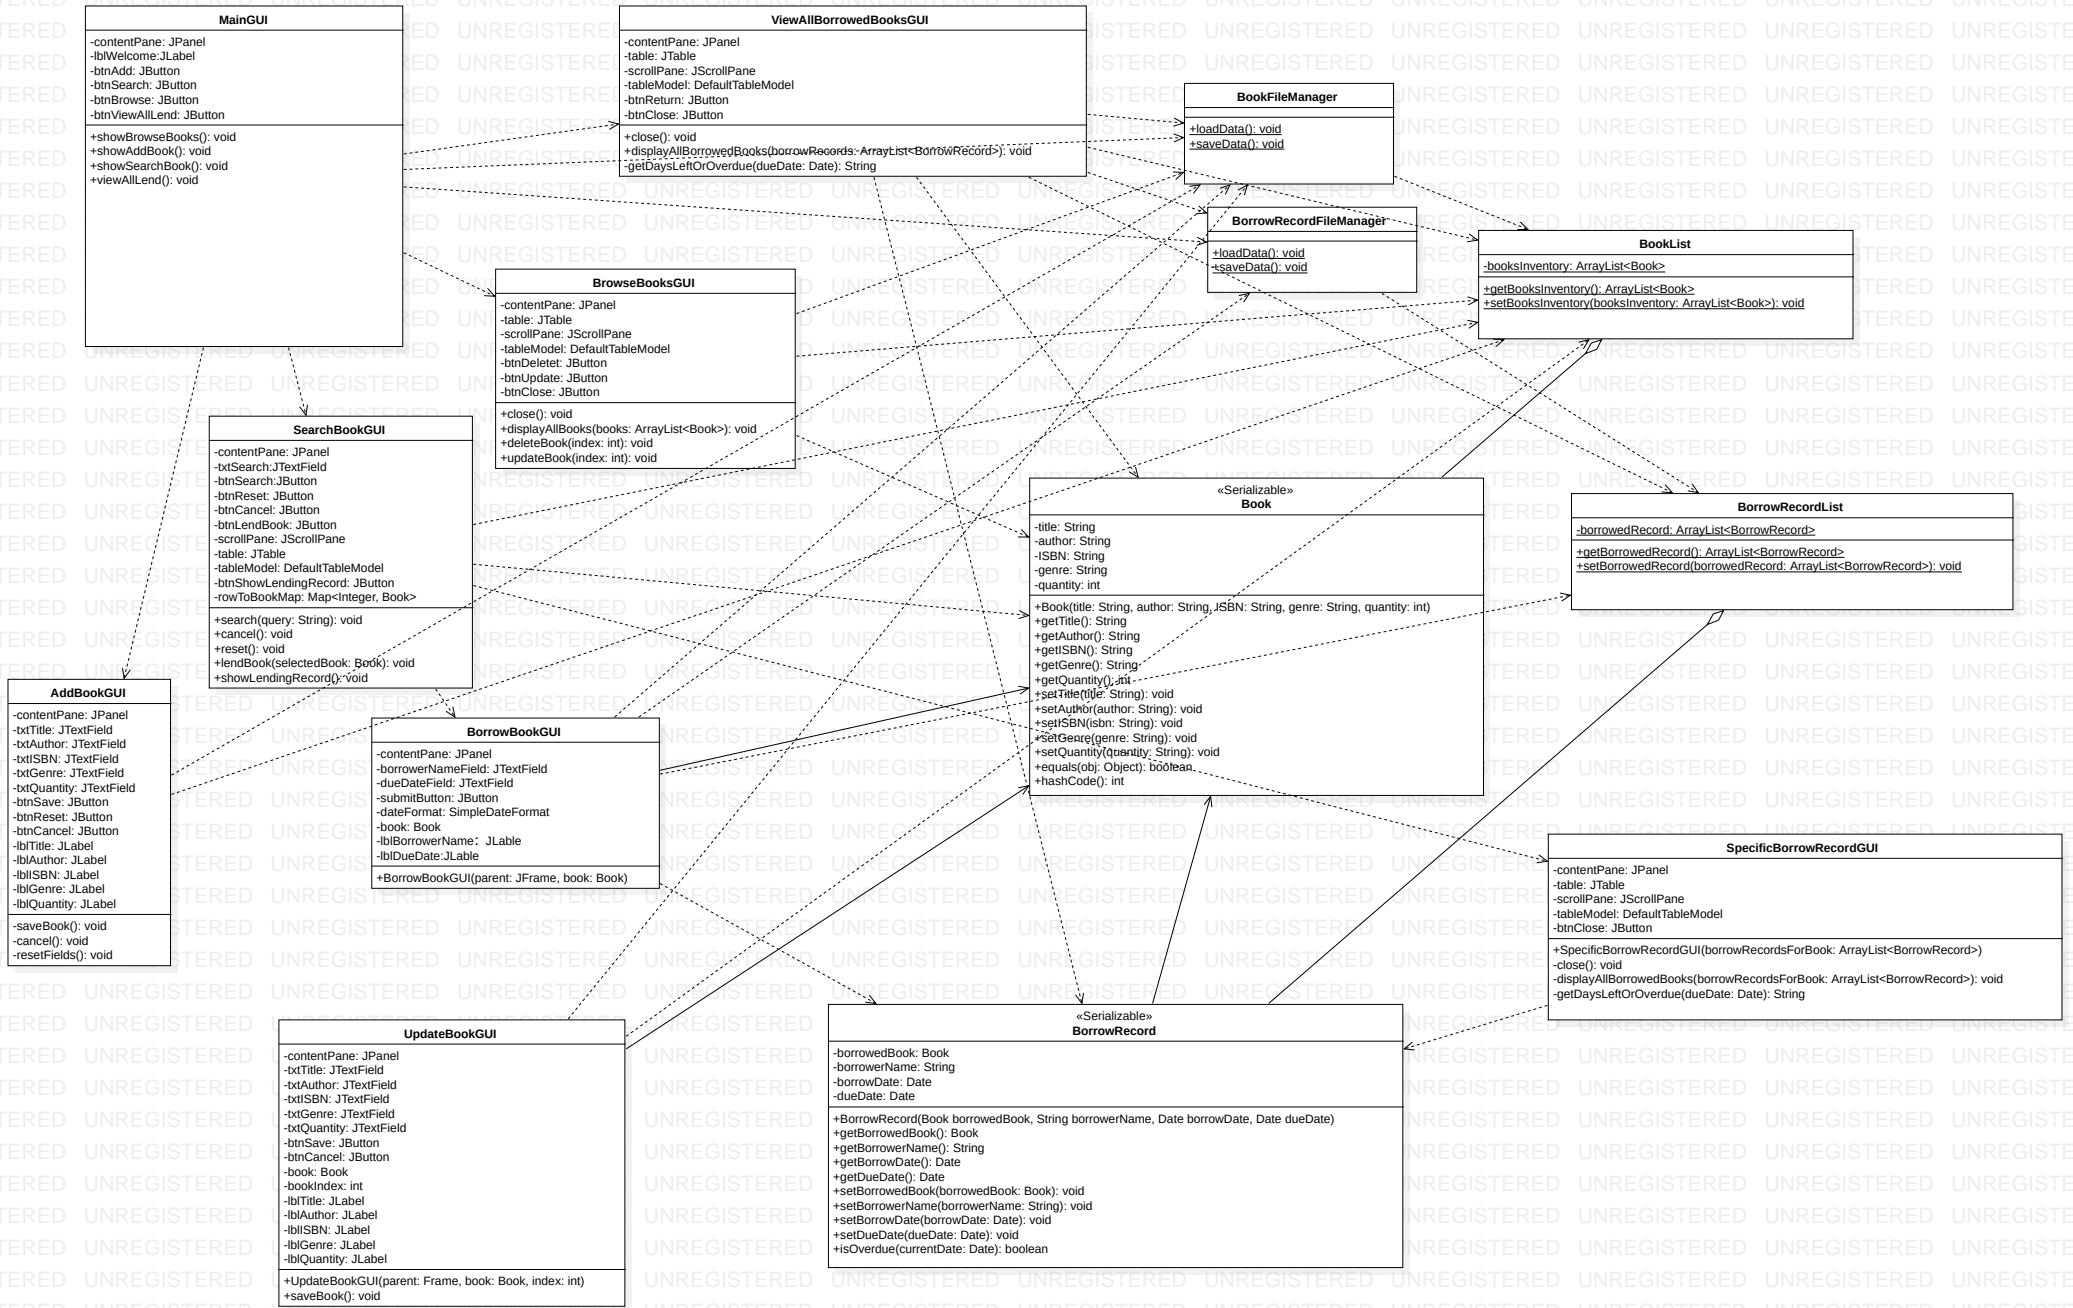 MainGUI
-contentPane: JPanel
-lblWelcome:JLabel
-btnAdd: JButton
-btnSearch: JButton
-btnBrowse: JButton
-btnViewAllLend: JButton
+showBrowseBooks(): void
+showAddBook(): void
+showSearchBook(): void
+viewAllLend(): void
ViewAllBorrowedBooksGUI
-contentPane: JPanel
-table: JTable
-scrollPane: JScrollPane
-tableModel: DefaultTableModel
-btnReturn: JButton
-btnClose: JButton
+close(): void
+displayAllBorrowedBooks(borrowRecords: ArrayList<BorrowRecord>): void
-getDaysLeftOrOverdue(dueDate: Date): String
BookFileManager
+loadData(): void
+saveData(): void
BorrowRecordFileManager
+loadData(): void
+saveData(): void
BookList
-booksInventory: ArrayList<Book>
+getBooksInventory(): ArrayList<Book>
+setBooksInventory(booksInventory: ArrayList<Book>): void
BrowseBooksGUI
-contentPane: JPanel
-table: JTable
-scrollPane: JScrollPane
-tableModel: DefaultTableModel
-btnDeletet: JButton
-btnUpdate: JButton
-btnClose: JButton
+close(): void
+displayAllBooks(books: ArrayList<Book>): void
+deleteBook(index: int): void
+updateBook(index: int): void
SearchBookGUI
-contentPane: JPanel
-txtSearch:JTextField
-btnSearch:JButton
-btnReset: JButton
-btnCancel: JButton
-btnLendBook: JButton
-scrollPane: JScrollPane
-table: JTable
-tableModel: DefaultTableModel
-btnShowLendingRecord: JButton
-rowToBookMap: Map<Integer, Book>
+search(query: String): void
+cancel(): void
+reset(): void
+lendBook(selectedBook: Book): void
+showLendingRecord(): void
«Serializable»
Book
-title: String
-author: String
-ISBN: String
-genre: String
-quantity: int
+Book(title: String, author: String, ISBN: String, genre: String, quantity: int)
+getTitle(): String
+getAuthor(): String
+getISBN(): String
+getGenre(): String
+getQuantity(): int
+setTitle(title: String): void
+setAuthor(author: String): void
+setISBN(isbn: String): void
+setGenre(genre: String): void
+setQuantity(quantity: String): void
+equals(obj: Object): boolean
+hashCode(): int
BorrowRecordList
-borrowedRecord: ArrayList<BorrowRecord>
+getBorrowedRecord(): ArrayList<BorrowRecord>
+setBorrowedRecord(borrowedRecord: ArrayList<BorrowRecord>): void
AddBookGUI
-contentPane: JPanel
-txtTitle: JTextField
-txtAuthor: JTextField
-txtISBN: JTextField
-txtGenre: JTextField
-txtQuantity: JTextField
-btnSave: JButton
-btnReset: JButton
-btnCancel: JButton
-lblTitle: JLabel
-lblAuthor: JLabel
-lblISBN: JLabel
-lblGenre: JLabel
-lblQuantity: JLabel
-saveBook(): void
-cancel(): void
-resetFields(): void
BorrowBookGUI
-contentPane: JPanel
-borrowerNameField: JTextField
-dueDateField: JTextField
-submitButton: JButton
-dateFormat: SimpleDateFormat
-book: Book
-lblBorrowerName：JLable
-lblDueDate:JLable
+BorrowBookGUI(parent: JFrame, book: Book)
SpecificBorrowRecordGUI
-contentPane: JPanel
-table: JTable
-scrollPane: JScrollPane
-tableModel: DefaultTableModel
-btnClose: JButton
+SpecificBorrowRecordGUI(borrowRecordsForBook: ArrayList<BorrowRecord>)
-close(): void
-displayAllBorrowedBooks(borrowRecordsForBook: ArrayList<BorrowRecord>): void
-getDaysLeftOrOverdue(dueDate: Date): String
UpdateBookGUI
-contentPane: JPanel
-txtTitle: JTextField
-txtAuthor: JTextField
-txtISBN: JTextField
-txtGenre: JTextField
-txtQuantity: JTextField
-btnSave: JButton
-btnCancel: JButton
-book: Book
-bookIndex: int
-lblTitle: JLabel
-lblAuthor: JLabel
-lblISBN: JLabel
-lblGenre: JLabel
-lblQuantity: JLabel
+UpdateBookGUI(parent: Frame, book: Book, index: int)
+saveBook(): void
«Serializable»
BorrowRecord
-borrowedBook: Book
-borrowerName: String
-borrowDate: Date
-dueDate: Date
+BorrowRecord(Book borrowedBook, String borrowerName, Date borrowDate, Date dueDate)
+getBorrowedBook(): Book
+getBorrowerName(): String
+getBorrowDate(): Date
+getDueDate(): Date
+setBorrowedBook(borrowedBook: Book): void
+setBorrowerName(borrowerName: String): void
+setBorrowDate(borrowDate: Date): void
+setDueDate(dueDate: Date): void
+isOverdue(currentDate: Date): boolean
UNREGISTERED